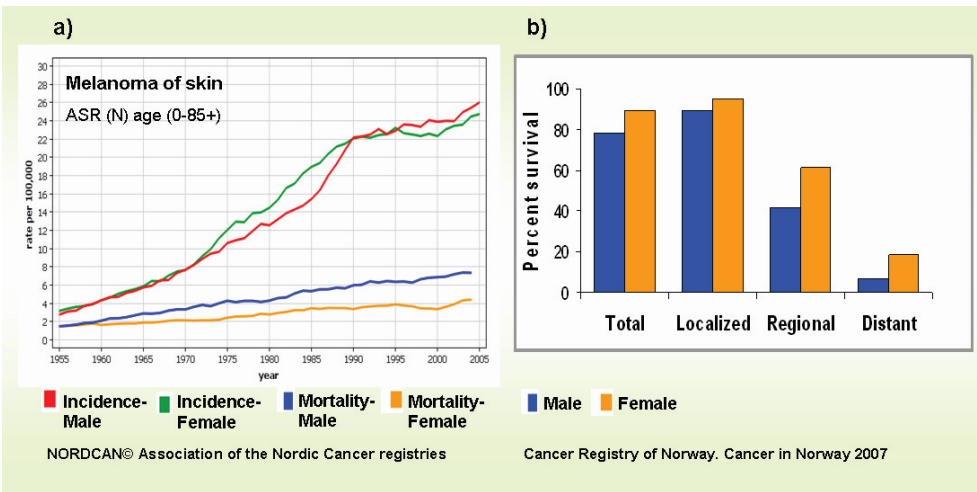 a)
Melanoma of skin
ASR (N) age (0-85+)
rate per 100,000
30
28
26
24
22
20
18
16
14
12
10
8
6
4
2
0
1955 1960 1965 1970 1975 1980 1985 1990 1995 2000 2005
year
Incidence-Male
Incidence-Female
Mortality-Male
Mortality-Female
NORDCAN© Association of the Nordic Cancer registries
b)
Percent survival
100
80
60
40
20
0
Total Localized Regional Distant
Male Female
Cancer Registry of Norway. Cancer in Norway 2007